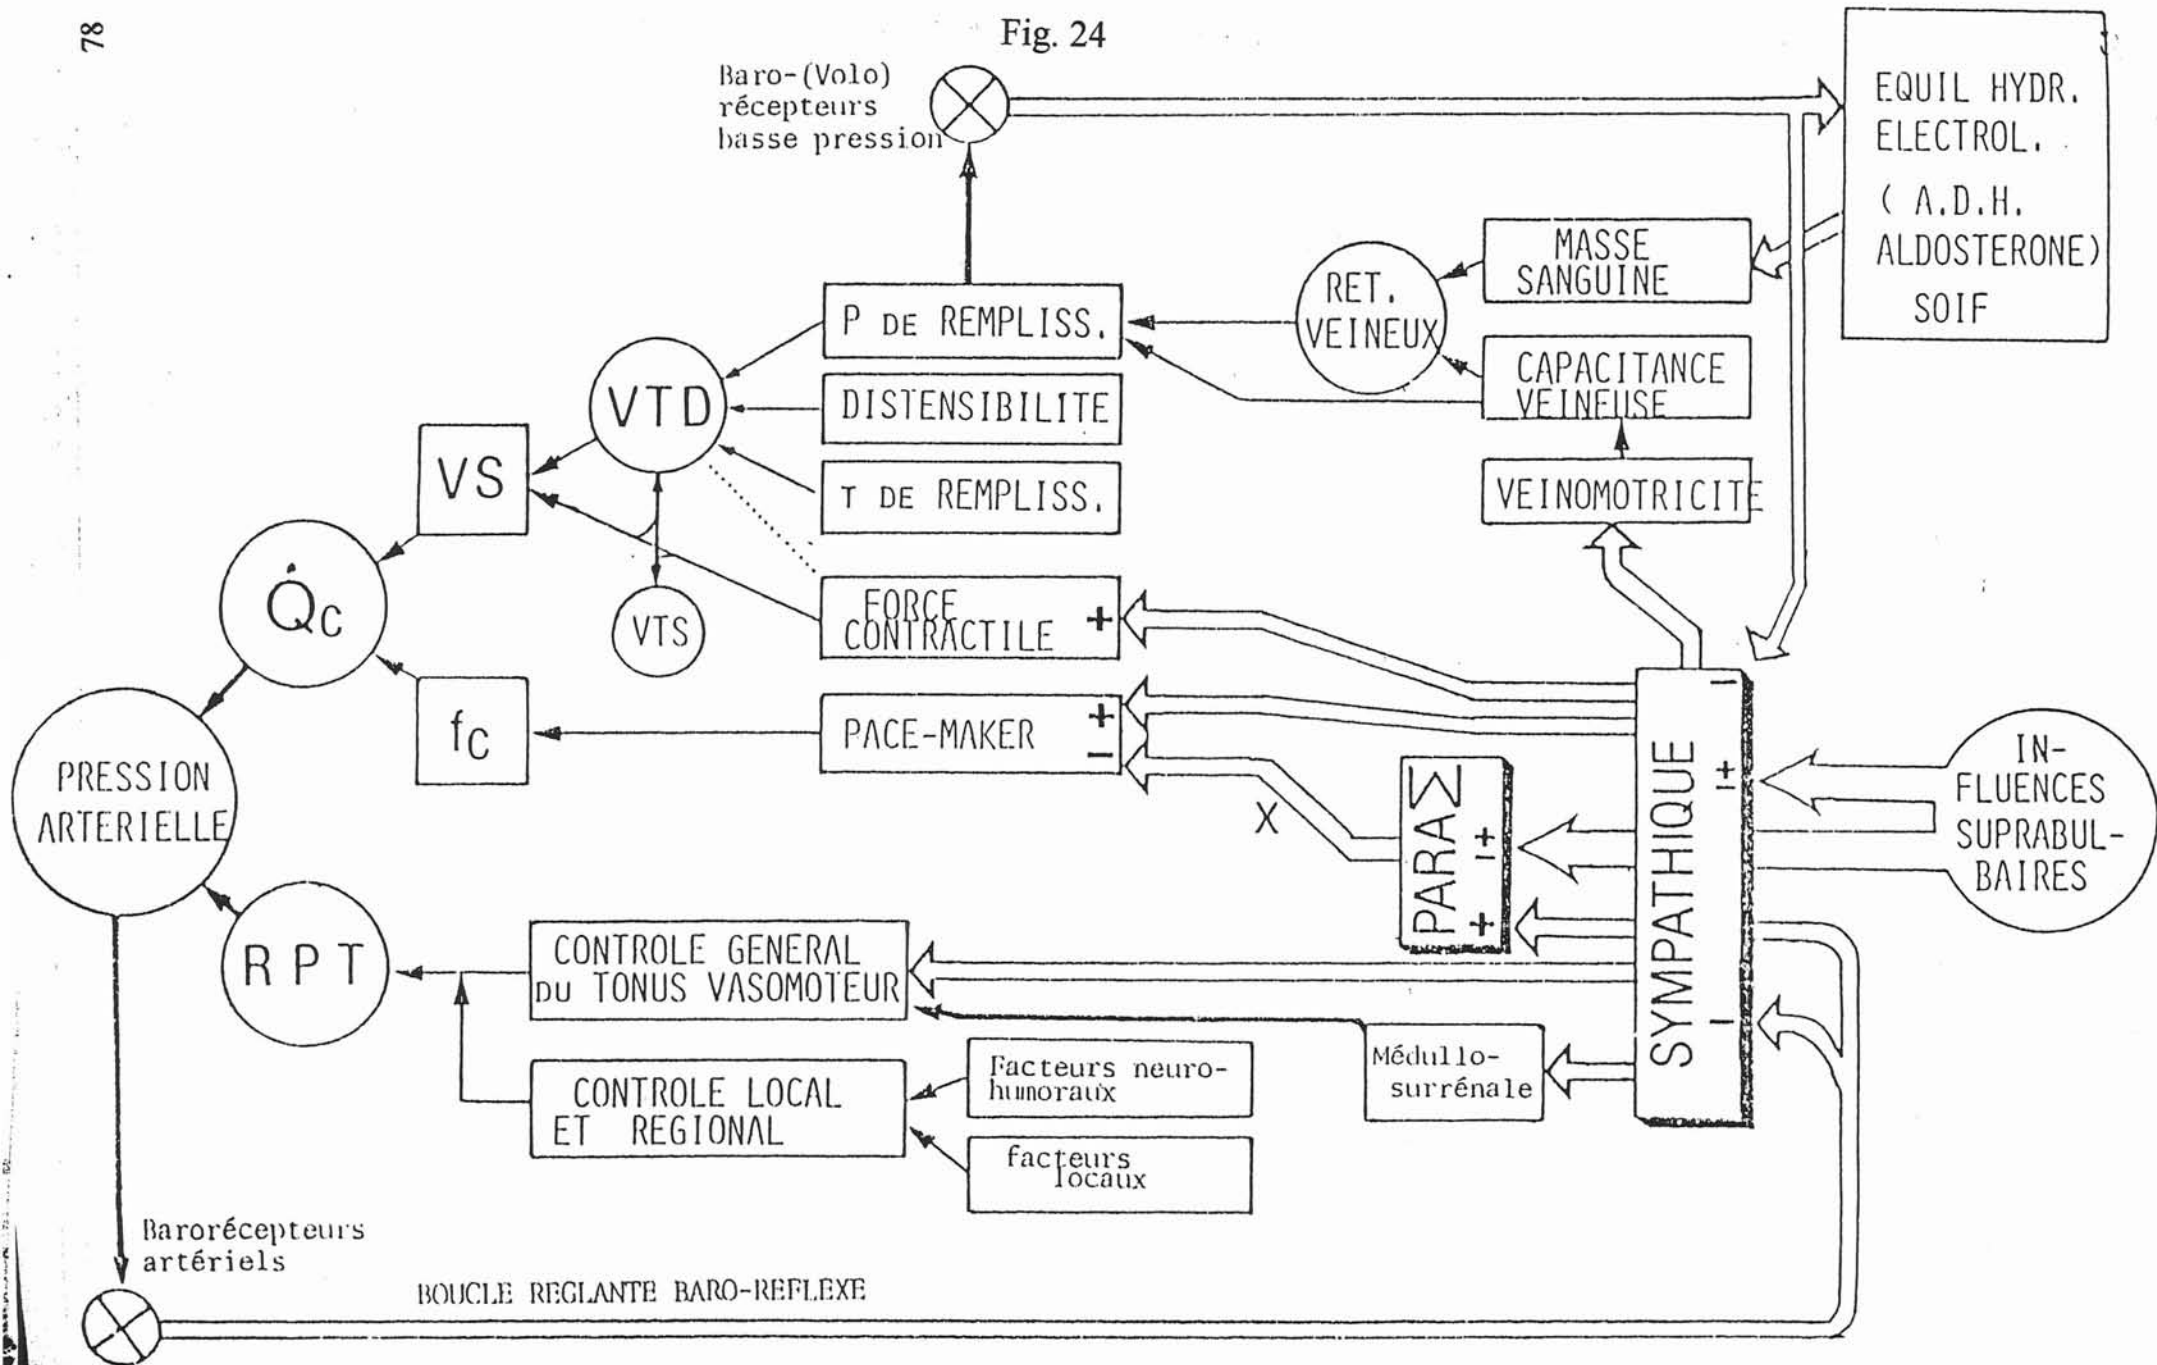 78
Fig. 24
Baro-(Volo)
récepteurs
basse pression
EQUIL HYDR.
ELECTROL.
( A.D.H.
ALDOSTERONE)
SOIF
MASSE
SANGUINE
RET.
VEINEUX
CAPACITANCE
VEINEUSE
VEINOMOTRICITE
P DE REMPLISS.
DISTENSIBILITE
T DE REMPLISS.
VTD
VS
VTS
Q̇c
FORCE
CONTRACTILE +
fc
PACE-MAKER
+
−
PRESSION
ARTERIELLE
X
PARA Σ
±
+
SYMPATHIQUE
−
±
−
IN-
FLUENCES
SUPRABUL-
BAIRES
RPT
CONTROLE GENERAL
DU TONUS VASOMOTEUR
CONTROLE LOCAL
ET REGIONAL
Facteurs neuro-
humoraux
facteurs
locaux
Médullo-
surrénale
Barorécepteurs
artériels
BOUCLE REGLANTE BARO-REFLEXE